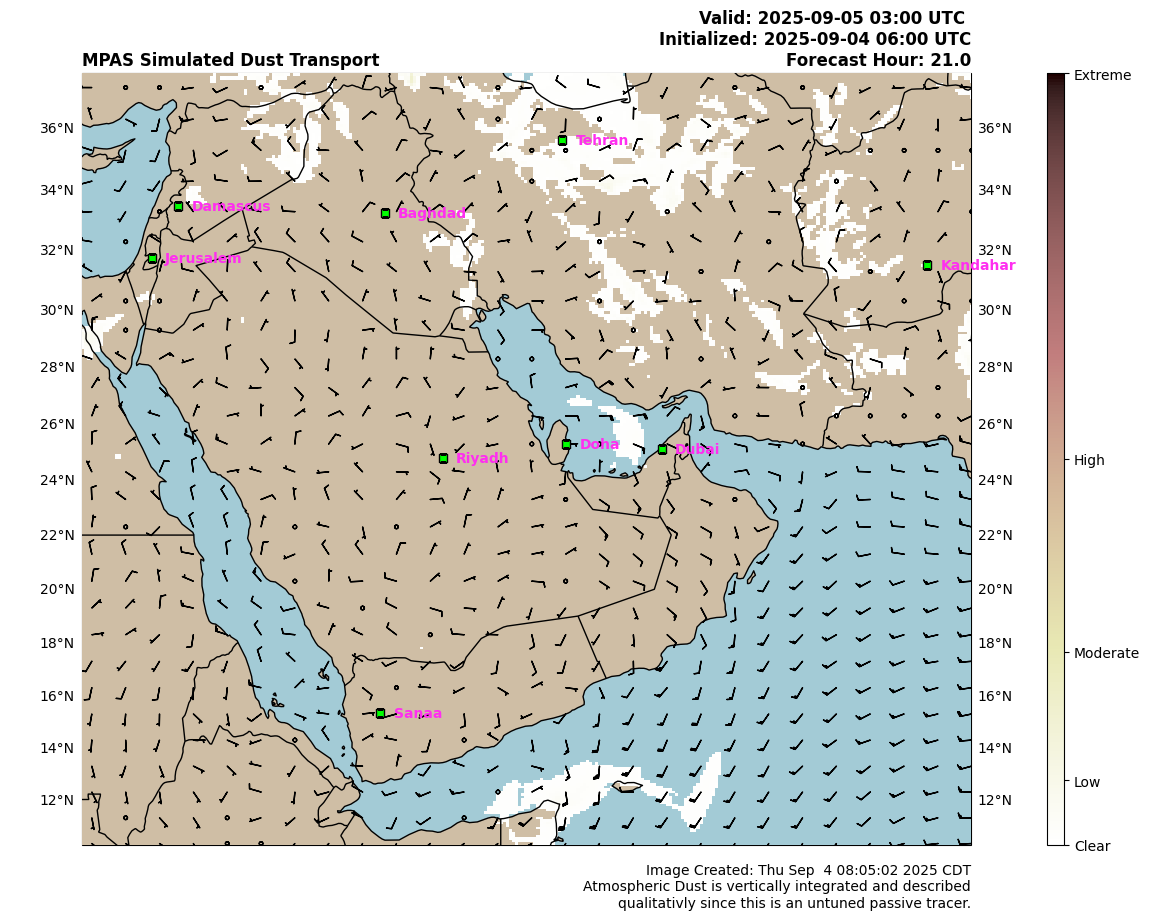 Valid: 2025-09-05 03:00 UTC
Initialized: 2025-09-04 06:00 UTC
MPAS Simulated Dust Transport
Forecast Hour: 21.0
36°N
34°N
32°N
30°N
28°N
26°N
24°N
22°N
20°N
18°N
16°N
14°N
12°N
Tehran
Damascus
Baghdad
Jerusalem
Kandahar
Doha
Dubai
Riyadh
Sanaa
36°N
34°N
32°N
30°N
28°N
26°N
24°N
22°N
20°N
18°N
16°N
14°N
12°N
Extreme
High
Moderate
Low
Clear
Image Created: Thu Sep  4 08:05:02 2025 CDT
Atmospheric Dust is vertically integrated and described
qualitativly since this is an untuned passive tracer.